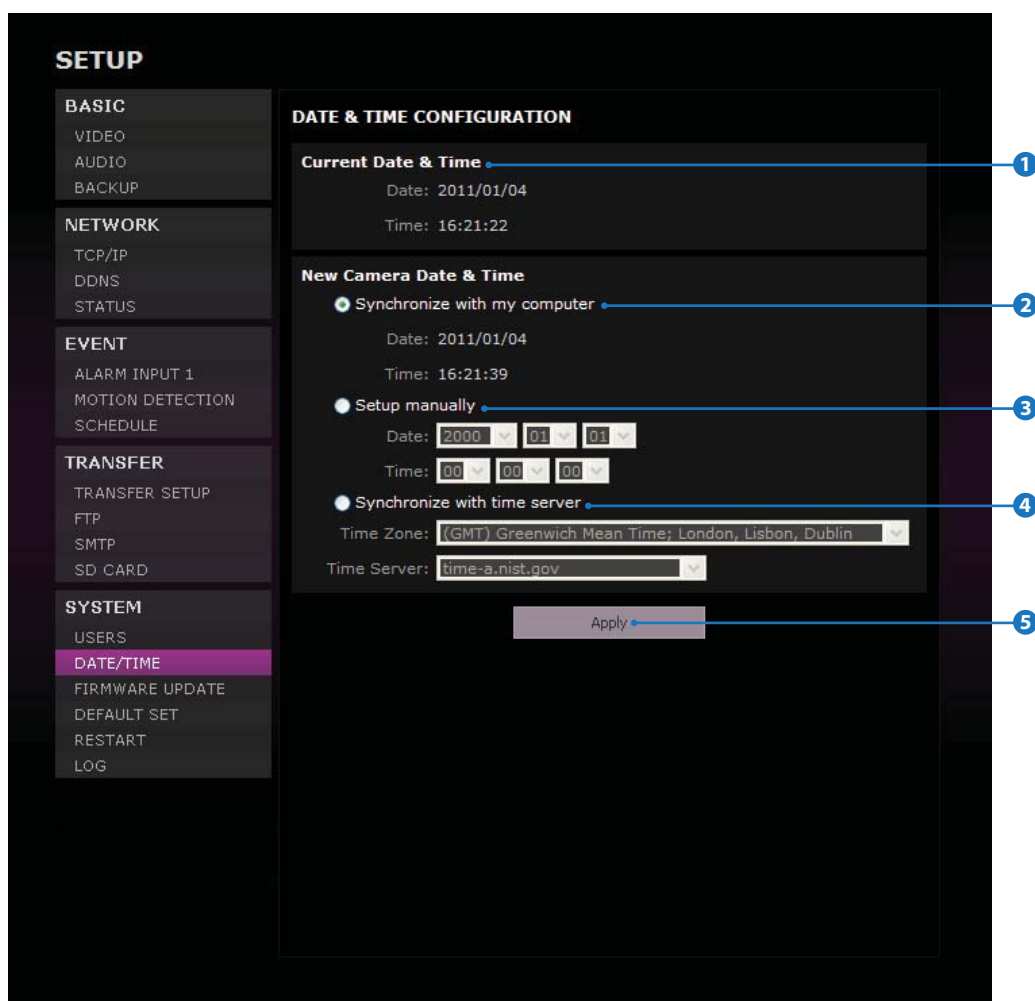 SETUP
BASIC
VIDEO
AUDIO
BACKUP
NETWORK
TCP/IP
DDNS
STATUS
EVENT
ALARM INPUT 1
MOTION DETECTION
SCHEDULE
TRANSFER
TRANSFER SETUP
FTP
SMTP
SD CARD
SYSTEM
USERS
DATE/TIME
FIRMWARE UPDATE
DEFAULT SET
RESTART
LOG
DATE & TIME CONFIGURATION
Current Date & Time 1
Date: 2011/01/04
Time: 16:21:22
New Camera Date & Time
Synchronize with my computer 2
Date: 2011/01/04
Time: 16:21:39
Setup manually 3
Date: 2000 01 01
Time: 00 00 00
Synchronize with time server 4
Time Zone: (GMT) Greenwich Mean Time; London, Lisbon, Dublin
Time Server: time-a.nist.gov
Apply 5